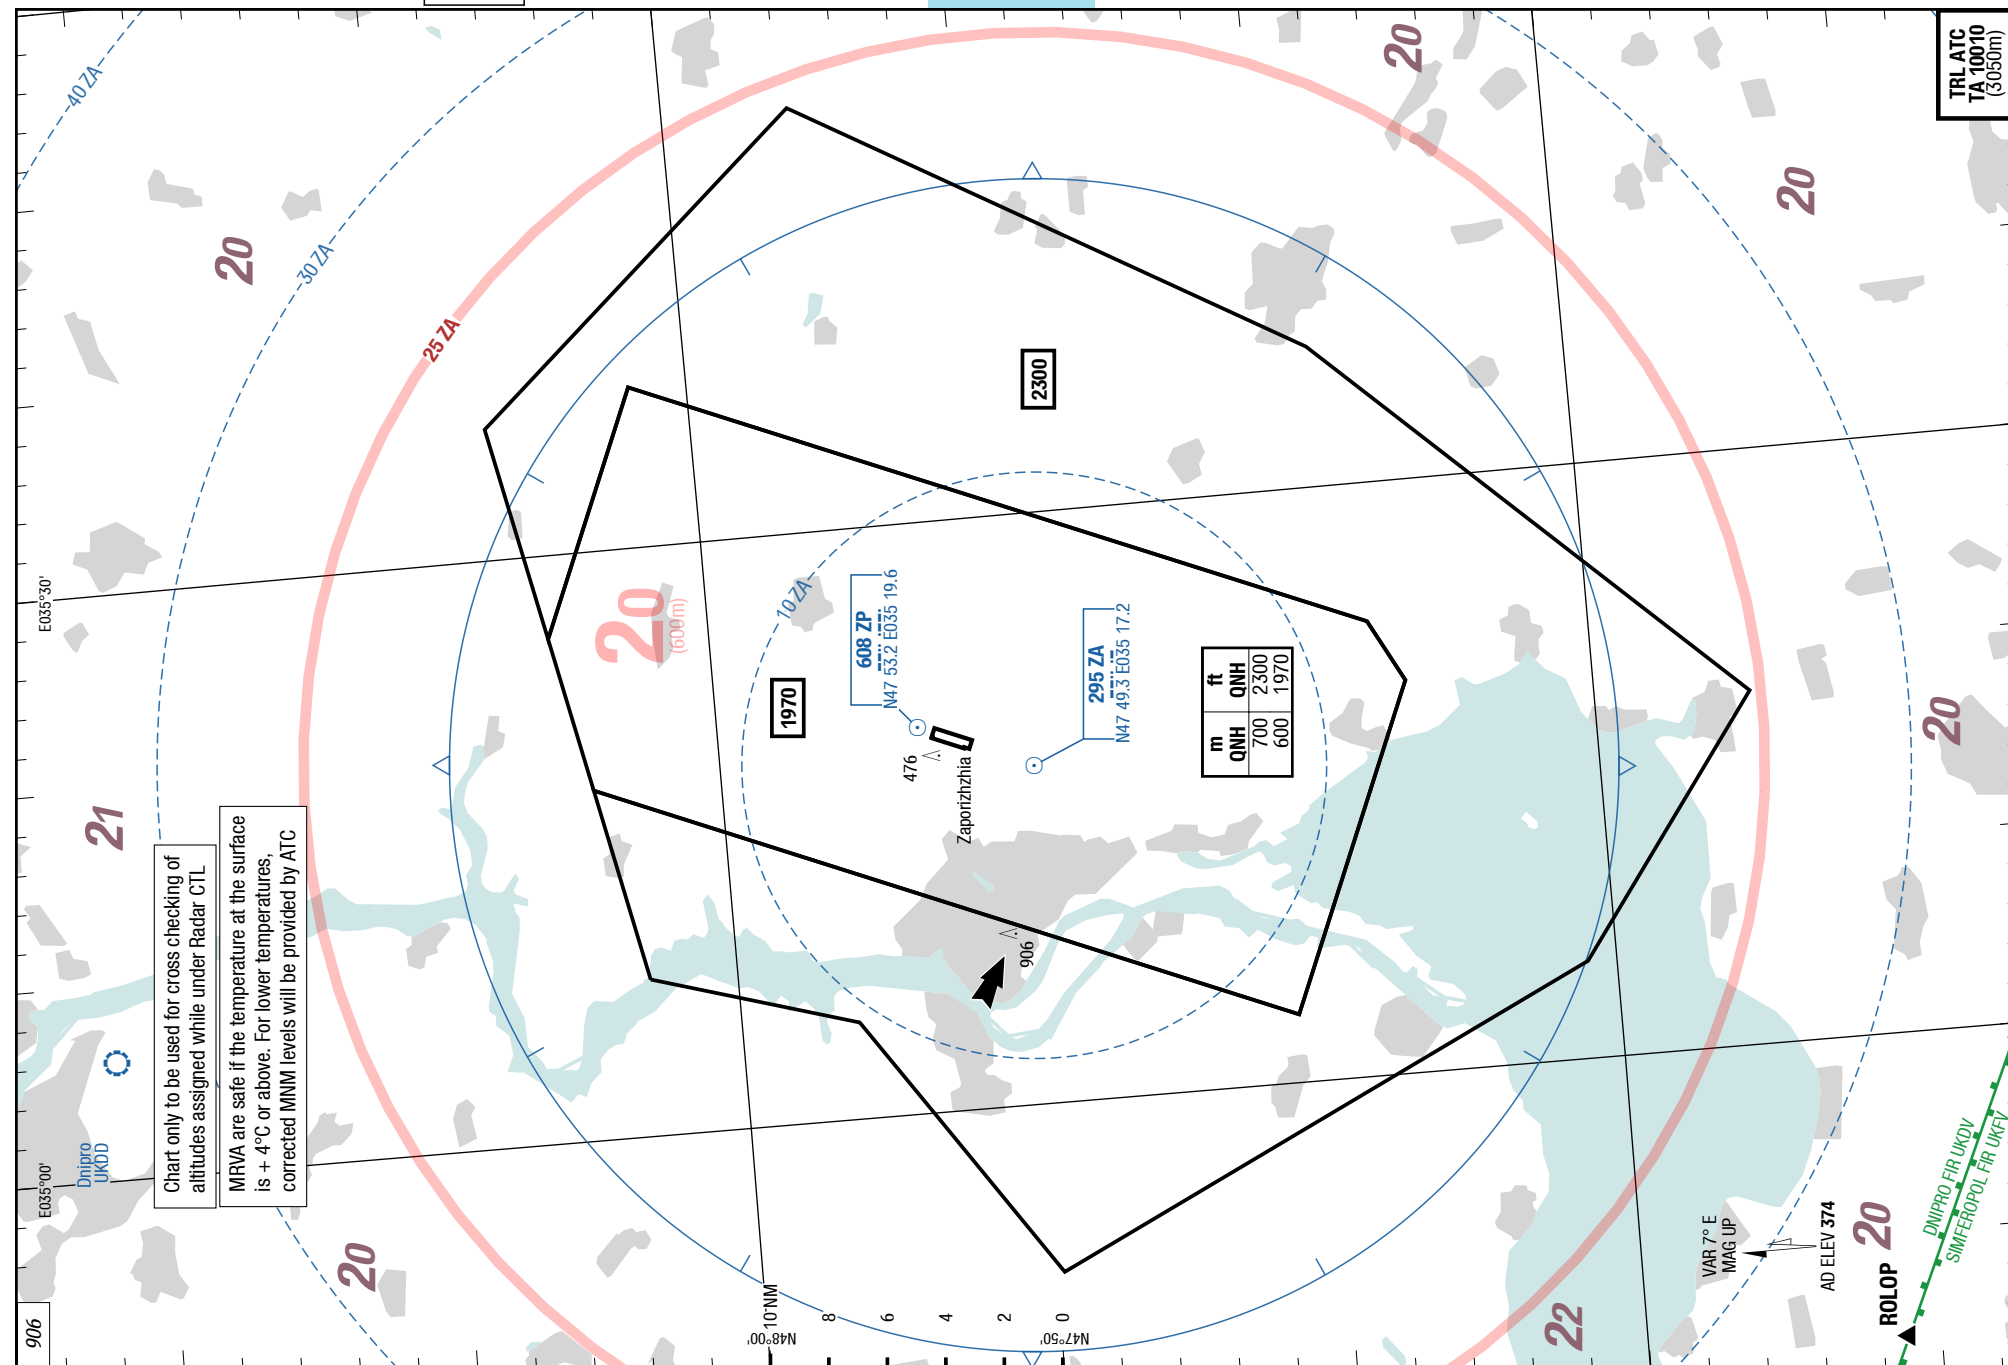 906
Chart only to be used for cross checking of
altitudes assigned while under Radar CTL
MRVA are safe if the temperature at the surface
is + 4°C or above. For lower temperatures,
corrected MNM levels will be provided by ATC
TRL ATC
TA 10010
(3050m)
Dnipro
UKDD
E035°00'
E035°30'
40 ZA
30 ZA
25 ZA
10 ZA
21
20
20
20
20
20
20
22
20
(600m)
1970
2300
608 ZP
N47 53.2 E035 19.6
295 ZA
N47 49.3 E035 17.2
476
Zaporizhzhia
906
m ft
QNH QNH
700 2300
600 1970
N48°00'
10 NM
8
6
4
2
0
N47°50'
VAR 7° E
MAG UP
AD ELEV 374
ROLOP
DNIPRO FIR UKDV
SIMFEROPOL FIR UKFV